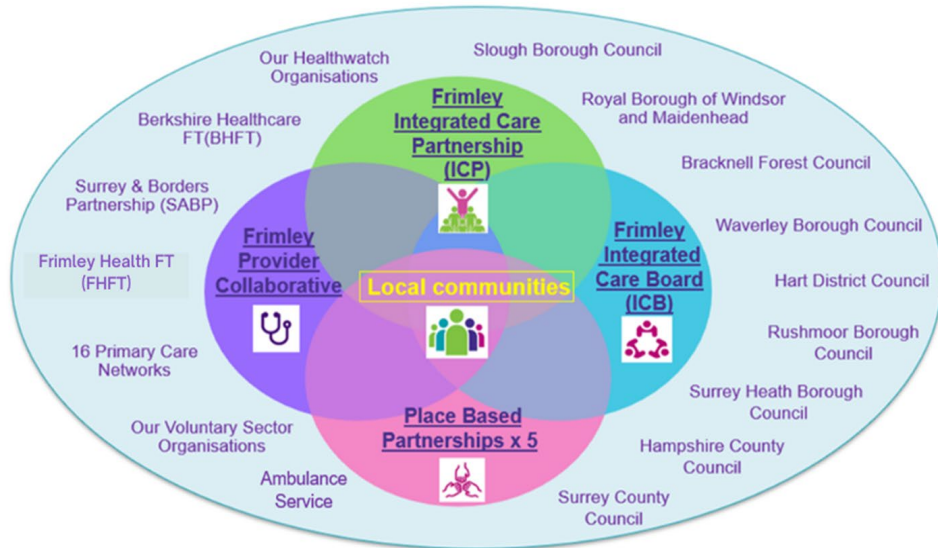 Our Healthwatch
Organisations
Slough Borough Council
Berkshire Healthcare
FT(BHFT)
Frimley
Integrated Care
Partnership
(ICP)
Royal Borough of Windsor
and Maidenhead
Bracknell Forest Council
Surrey & Borders
Partnership (SABP)
Waverley Borough Council
Frimley Health FT
(FHFT)
Frimley
Provider
Collaborative
Local communities
Frimley
Integrated
Care Board
(ICB)
Hart District Council
Rushmoor Borough
Council
16 Primary Care
Networks
Surrey Heath Borough
Council
Our Voluntary Sector
Organisations
Place Based
Partnerships x 5
Hampshire County
Council
Ambulance
Service
Surrey County
Council